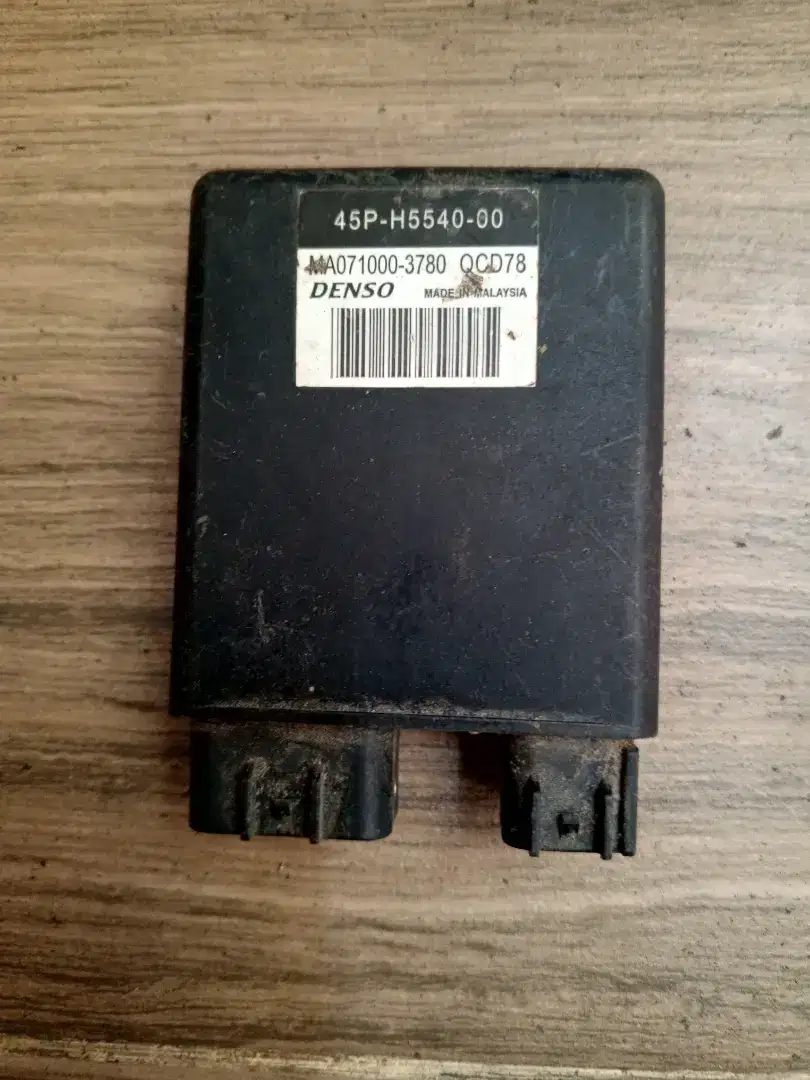 45P-H5540-00
MA071000-3780 QCD78
DENSO MADE IN MALAYSIA